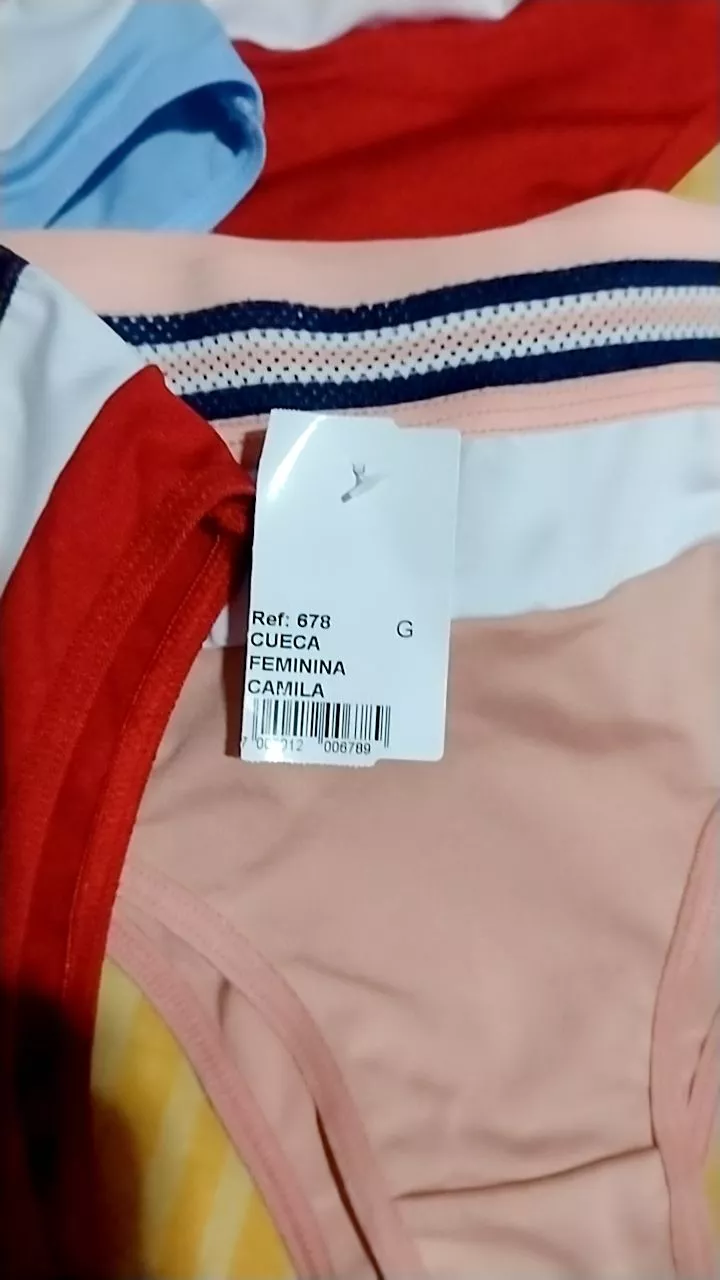 Ref: 678
G
CUECA
FEMININA
CAMILA
006789